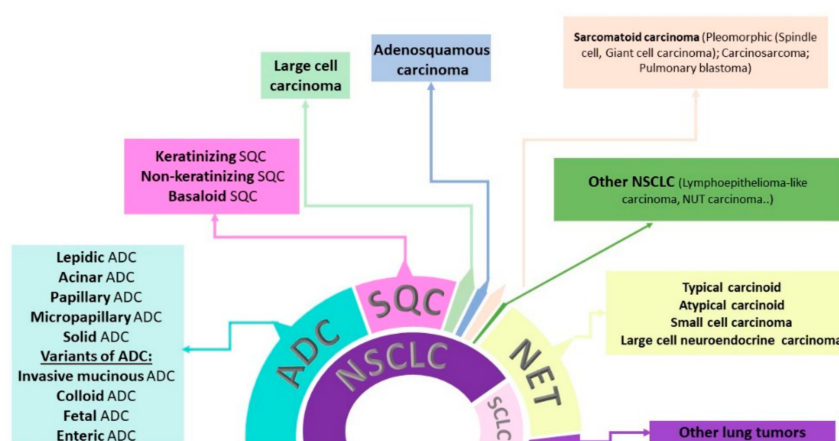 Large cell
carcinoma
Adenosquamous
carcinoma
Sarcomatoid carcinoma (Pleomorphic (Spindle
cell, Giant cell carcinoma); Carcinosarcoma;
Pulmonary blastoma)
Keratinizing SQC
Non-keratinizing SQC
Basaloid SQC
Other NSCLC (Lymphoepithelioma-like
carcinoma, NUT carcinoma..)
Lepidic ADC
Acinar ADC
Papillary ADC
Micropapillary ADC
Solid ADC
Variants of ADC:
Invasive mucinous ADC
Colloid ADC
Fetal ADC
Enteric ADC
Typical carcinoid
Atypical carcinoid
Small cell carcinoma
Large cell neuroendocrine carcinoma
ADC
SQC
NET
NSCLC
SCLC
Other lung tumors